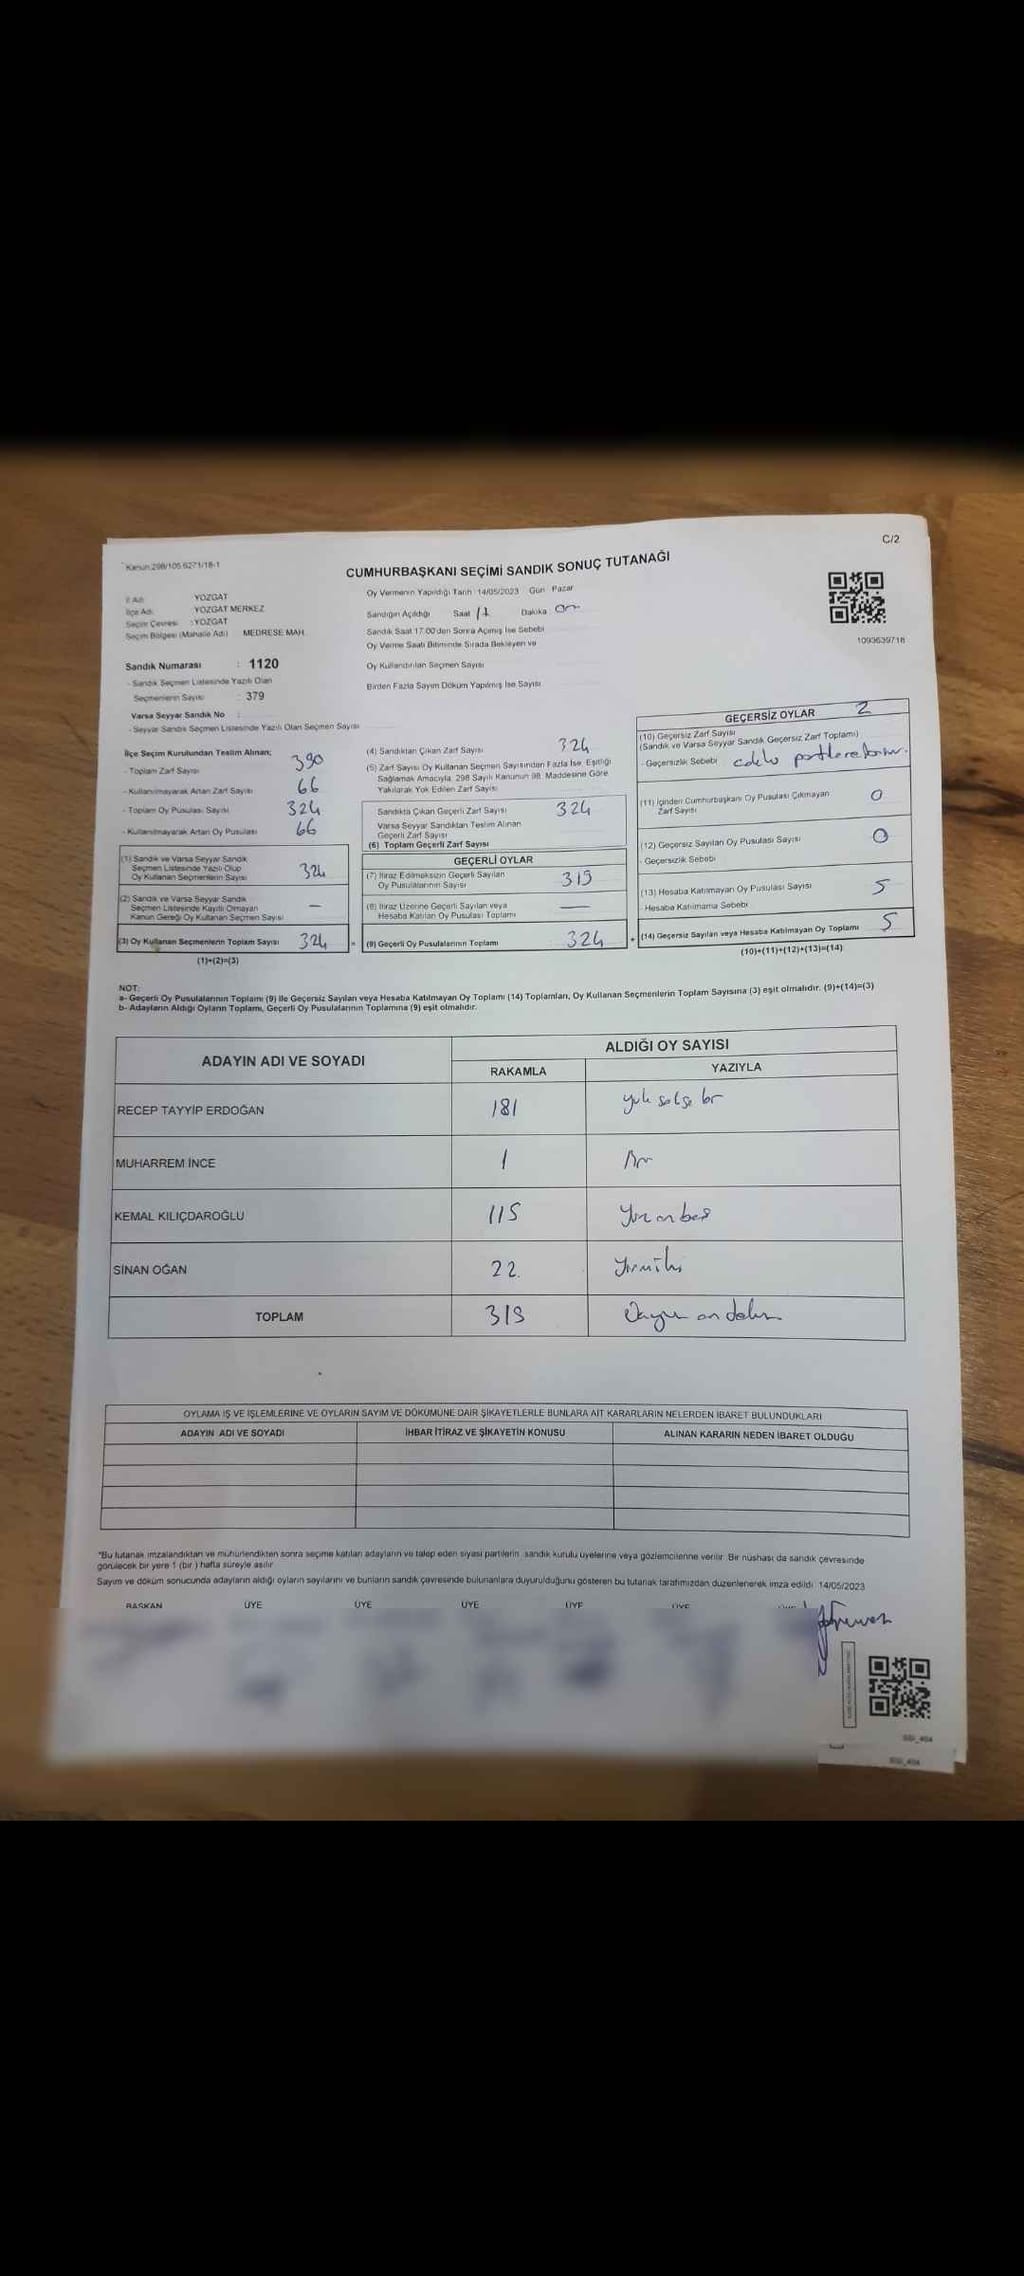 C/2
Kanun:298/105 6271/18-1
CUMHURBAŞKANI SEÇİMİ SANDIK SONUÇ TUTANAĞI
1093639718
İl Adı : YOZGAT
İlçe Adı : YOZGAT MERKEZ
Seçim Çevresi : YOZGAT
Seçim Bölgesi (Mahalle Adı) MEDRESE MAH.
Sandık Numarası : 1120
- Sandık Seçmen Listesinde Yazılı Olan
Seçmenlerin Sayısı : 379
Varsa Seyyar Sandık No :
- Seyyar Sandık Seçmen Listesinde Yazılı Olan Seçmen Sayısı
Oy Vermenin Yapıldığı Tarih 14/05/2023 Gün Pazar
Sandığın Açıldığı Saat 17 Dakika on
Sandık Saat 17.00'den Sonra Açılmış İse Sebebi
Oy Verme Saati Bitiminde Sırada Bekleyen ve
Oy Kullandırılan Seçmen Sayısı
Birden Fazla Sayım Döküm Yapılmış İse Sayısı
İlçe Seçim Kurulundan Teslim Alınan;
- Toplam Zarf Sayısı 390
- Kullanılmayarak Artan Zarf Sayısı 66
- Toplam Oy Pusulası Sayısı 324
- Kullanılmayarak Artan Oy Pusulası 66
(1) Sandık ve Varsa Seyyar Sandık
Seçmen Listesinde Yazılı Olup
Oy Kullanan Seçmenlerin Sayısı 324
(2) Sandık ve Varsa Seyyar Sandık
Seçmen Listesinde Kayıtlı Olmayan
Kanun Gereği Oy Kullanan Seçmen Sayısı —
(3) Oy Kullanan Seçmenlerin Toplam Sayısı 324
(1)+(2)=(3)
(4) Sandıktan Çıkan Zarf Sayısı 324
(5) Zarf Sayısı Oy Kullanan Seçmen Sayısından Fazla İse, Eşitliği
Sağlamak Amacıyla, 298 Sayılı Kanunun 98. Maddesine Göre
Yakılarak Yok Edilen Zarf Sayısı
Sandıkta Çıkan Geçerli Zarf Sayısı 324
Varsa Seyyar Sandıktan Teslim Alınan
Geçerli Zarf Sayısı
(6) Toplam Geçerli Zarf Sayısı
GEÇERLİ OYLAR
(7) İtiraz Edilmeksizin Geçerli Sayılan
Oy Pusulalarının Sayısı 319
(8) İtiraz Üzerine Geçerli Sayılan veya
Hesaba Katılan Oy Pusulası Toplamı —
(9) Geçerli Oy Pusulalarının Toplamı 324
GEÇERSİZ OYLAR 2
(10) Geçersiz Zarf Sayısı
(Sandık ve Varsa Seyyar Sandık Geçersiz Zarf Toplamı)
- Geçersizlik Sebebi
(11) İçinden Cumhurbaşkanı Oy Pusulası Çıkmayan
Zarf Sayısı 0
(12) Geçersiz Sayılan Oy Pusulası Sayısı 0
- Geçersizlik Sebebi
(13) Hesaba Katılmayan Oy Pusulası Sayısı 5
- Hesaba Katılmama Sebebi
(14) Geçersiz Sayılan veya Hesaba Katılmayan Oy Toplamı 5
(10)+(11)+(12)+(13)=(14)
NOT:
a- Geçerli Oy Pusulalarının Toplamı (9) ile Geçersiz Sayılan veya Hesaba Katılmayan Oy Toplamı (14) Toplamları, Oy Kullanan Seçmenlerin Toplam Sayısına (3) eşit olmalıdır. (9)+(14)=(3)
b- Adayların Aldığı Oyların Toplamı, Geçerli Oy Pusulalarının Toplamına (9) eşit olmalıdır.
ADAYIN ADI VE SOYADI ALDIĞI OY SAYISI
RAKAMLA YAZIYLA
RECEP TAYYİP ERDOĞAN 181
MUHARREM İNCE 1 Bir
KEMAL KILIÇDAROĞLU 115 Yüz on beş
SİNAN OĞAN 22 Yirmi iki
TOPLAM 319
OYLAMA İŞ VE İŞLEMLERİNE VE OYLARIN SAYIM VE DÖKÜMÜNE DAİR ŞİKAYETLERLE BUNLARA AİT KARARLARIN NELERDEN İBARET BULUNDUKLARI
ADAYIN ADI VE SOYADI İHBAR İTİRAZ VE ŞİKAYETİN KONUSU ALINAN KARARIN NEDEN İBARET OLDUĞU
*Bu tutanak imzalandıktan ve mühürlendikten sonra seçime katılan adayların ve talep eden siyasi partilerin sandık kurulu üyelerine veya gözlemcilerine verilir. Bir nüshası da sandık çevresinde
görülecek bir yere 1 (bir) hafta süreyle asılır
Sayım ve döküm sonucunda adayların aldığı oyların sayılarını ve bunların sandık çevresinde bulunanlara duyurulduğunu gösteren bu tutanak tarafımızdan düzenlenerek imza edildi 14/05/2023
BAŞKAN ÜYE ÜYE ÜYE ÜYE ÜYE